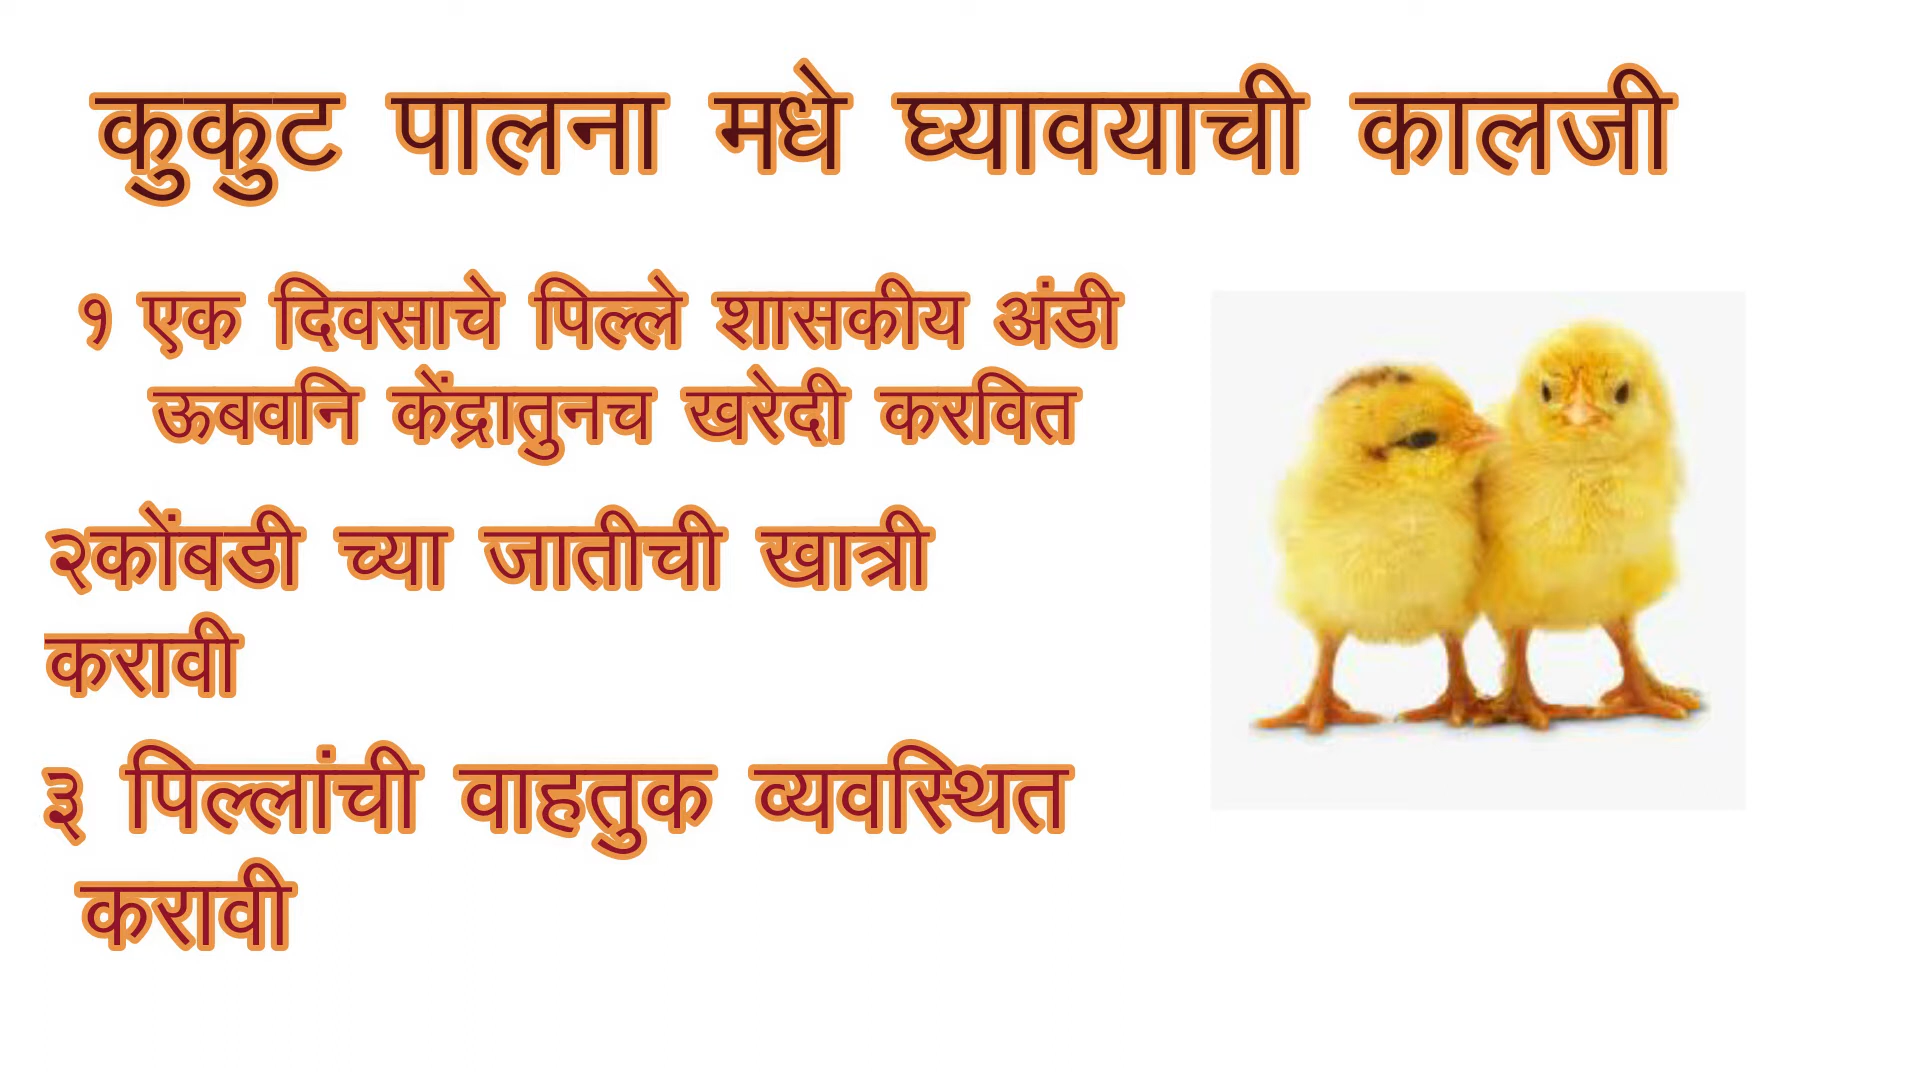 कुकुट पालना मधे घ्यावयाची कालजी
१ एक दिवसाचे पिल्ले शासकीय अंडी
ऊबवनि केंद्रातुनच खरेदी करवित
२कोंबडी च्या जातीची खात्री
करावी
३ पिल्लांची वाहतुक व्यवस्थित
करावी